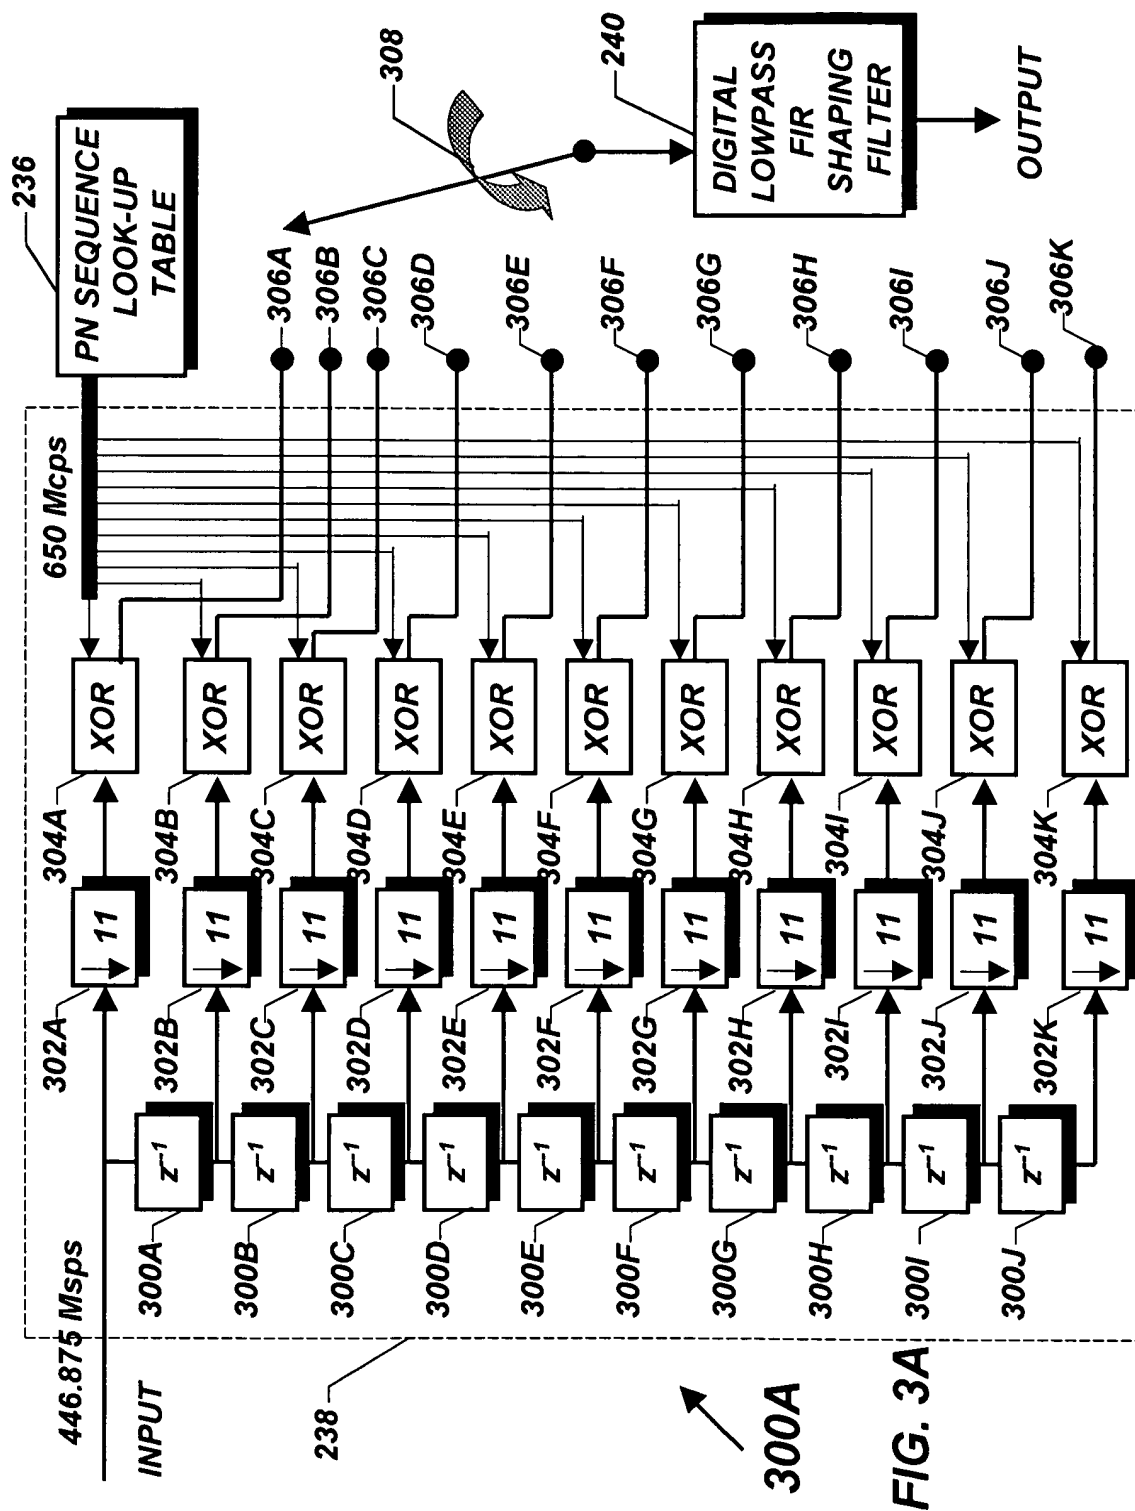 446.875 Msps
INPUT
238
300A
300B
300C
300D
300E
300F
300G
300H
300I
300J
z⁻¹
z⁻¹
z⁻¹
z⁻¹
z⁻¹
z⁻¹
z⁻¹
z⁻¹
z⁻¹
z⁻¹
302A
302B
302C
302D
302E
302F
302G
302H
302I
302J
302K
11
11
11
11
11
11
11
11
11
11
11
304A
304B
304C
304D
304E
304F
304G
304H
304I
304J
304K
XOR
XOR
XOR
XOR
XOR
XOR
XOR
XOR
XOR
XOR
XOR
650 Mcps
236
PN SEQUENCE
LOOK-UP
TABLE
306A
306B
306C
306D
306E
306F
306G
306H
306I
306J
306K
308
240
DIGITAL
LOWPASS
FIR
SHAPING
FILTER
OUTPUT
300A
FIG. 3A